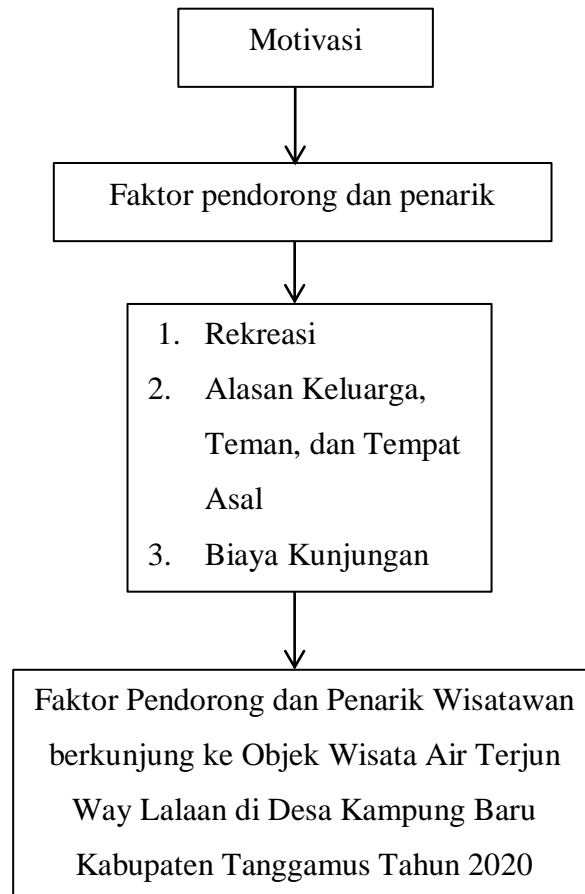 Motivasi
Faktor pendorong dan penarik
1. Rekreasi
2. Alasan Keluarga,
Teman, dan Tempat
Asal
3. Biaya Kunjungan
Faktor Pendorong dan Penarik Wisatawan
berkunjung ke Objek Wisata Air Terjun
Way Lalaan di Desa Kampung Baru
Kabupaten Tanggamus Tahun 2020